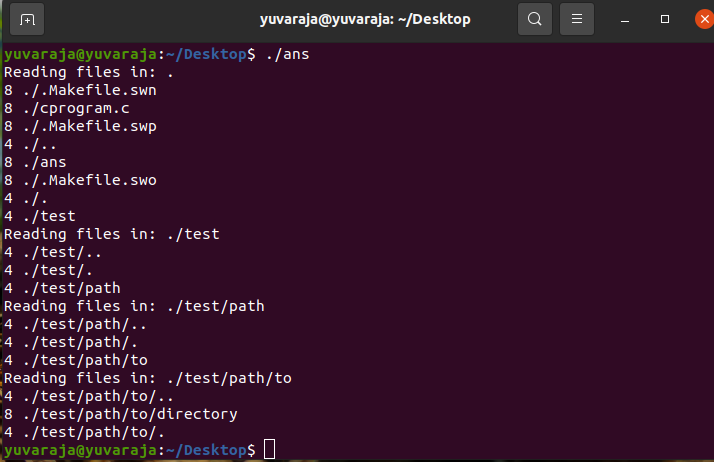 yuvaraja@yuvaraja: ~/Desktop
yuvaraja@yuvaraja:~/Desktop$ ./ans
Reading files in: .
8 ./.Makefile.swn
8 ./cprogram.c
8 ./.Makefile.swp
4 ./..
8 ./ans
8 ./.Makefile.swo
4 ./.
4 ./test
Reading files in: ./test
4 ./test/..
4 ./test/.
4 ./test/path
Reading files in: ./test/path
4 ./test/path/..
4 ./test/path/.
4 ./test/path/to
Reading files in: ./test/path/to
4 ./test/path/to/..
8 ./test/path/to/directory
4 ./test/path/to/.
yuvaraja@yuvaraja:~/Desktop$